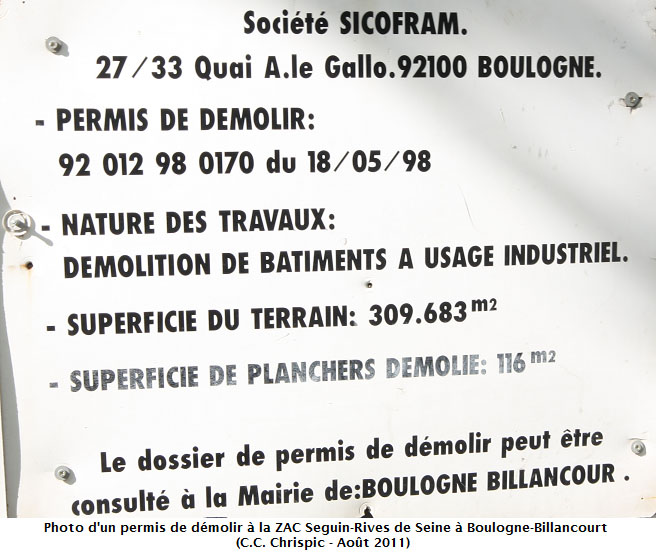 Société SICOFRAM.
27/33 Quai A.le Gallo.92100 BOULOGNE.
- PERMIS DE DEMOLIR:
92 012 98 0170 du 18/05/98
- NATURE DES TRAVAUX:
DEMOLITION DE BATIMENTS A USAGE INDUSTRIEL.
- SUPERFICIE DU TERRAIN: 309.683 m2
- SUPERFICIE DE PLANCHERS DEMOLIE: 116 m2
Le dossier de permis de démolir peut être
consulté à la Mairie de:BOULOGNE BILLANCOUR .
Photo d'un permis de démolir à la ZAC Seguin-Rives de Seine à Boulogne-Billancourt
(C.C. Chrispic - Août 2011)